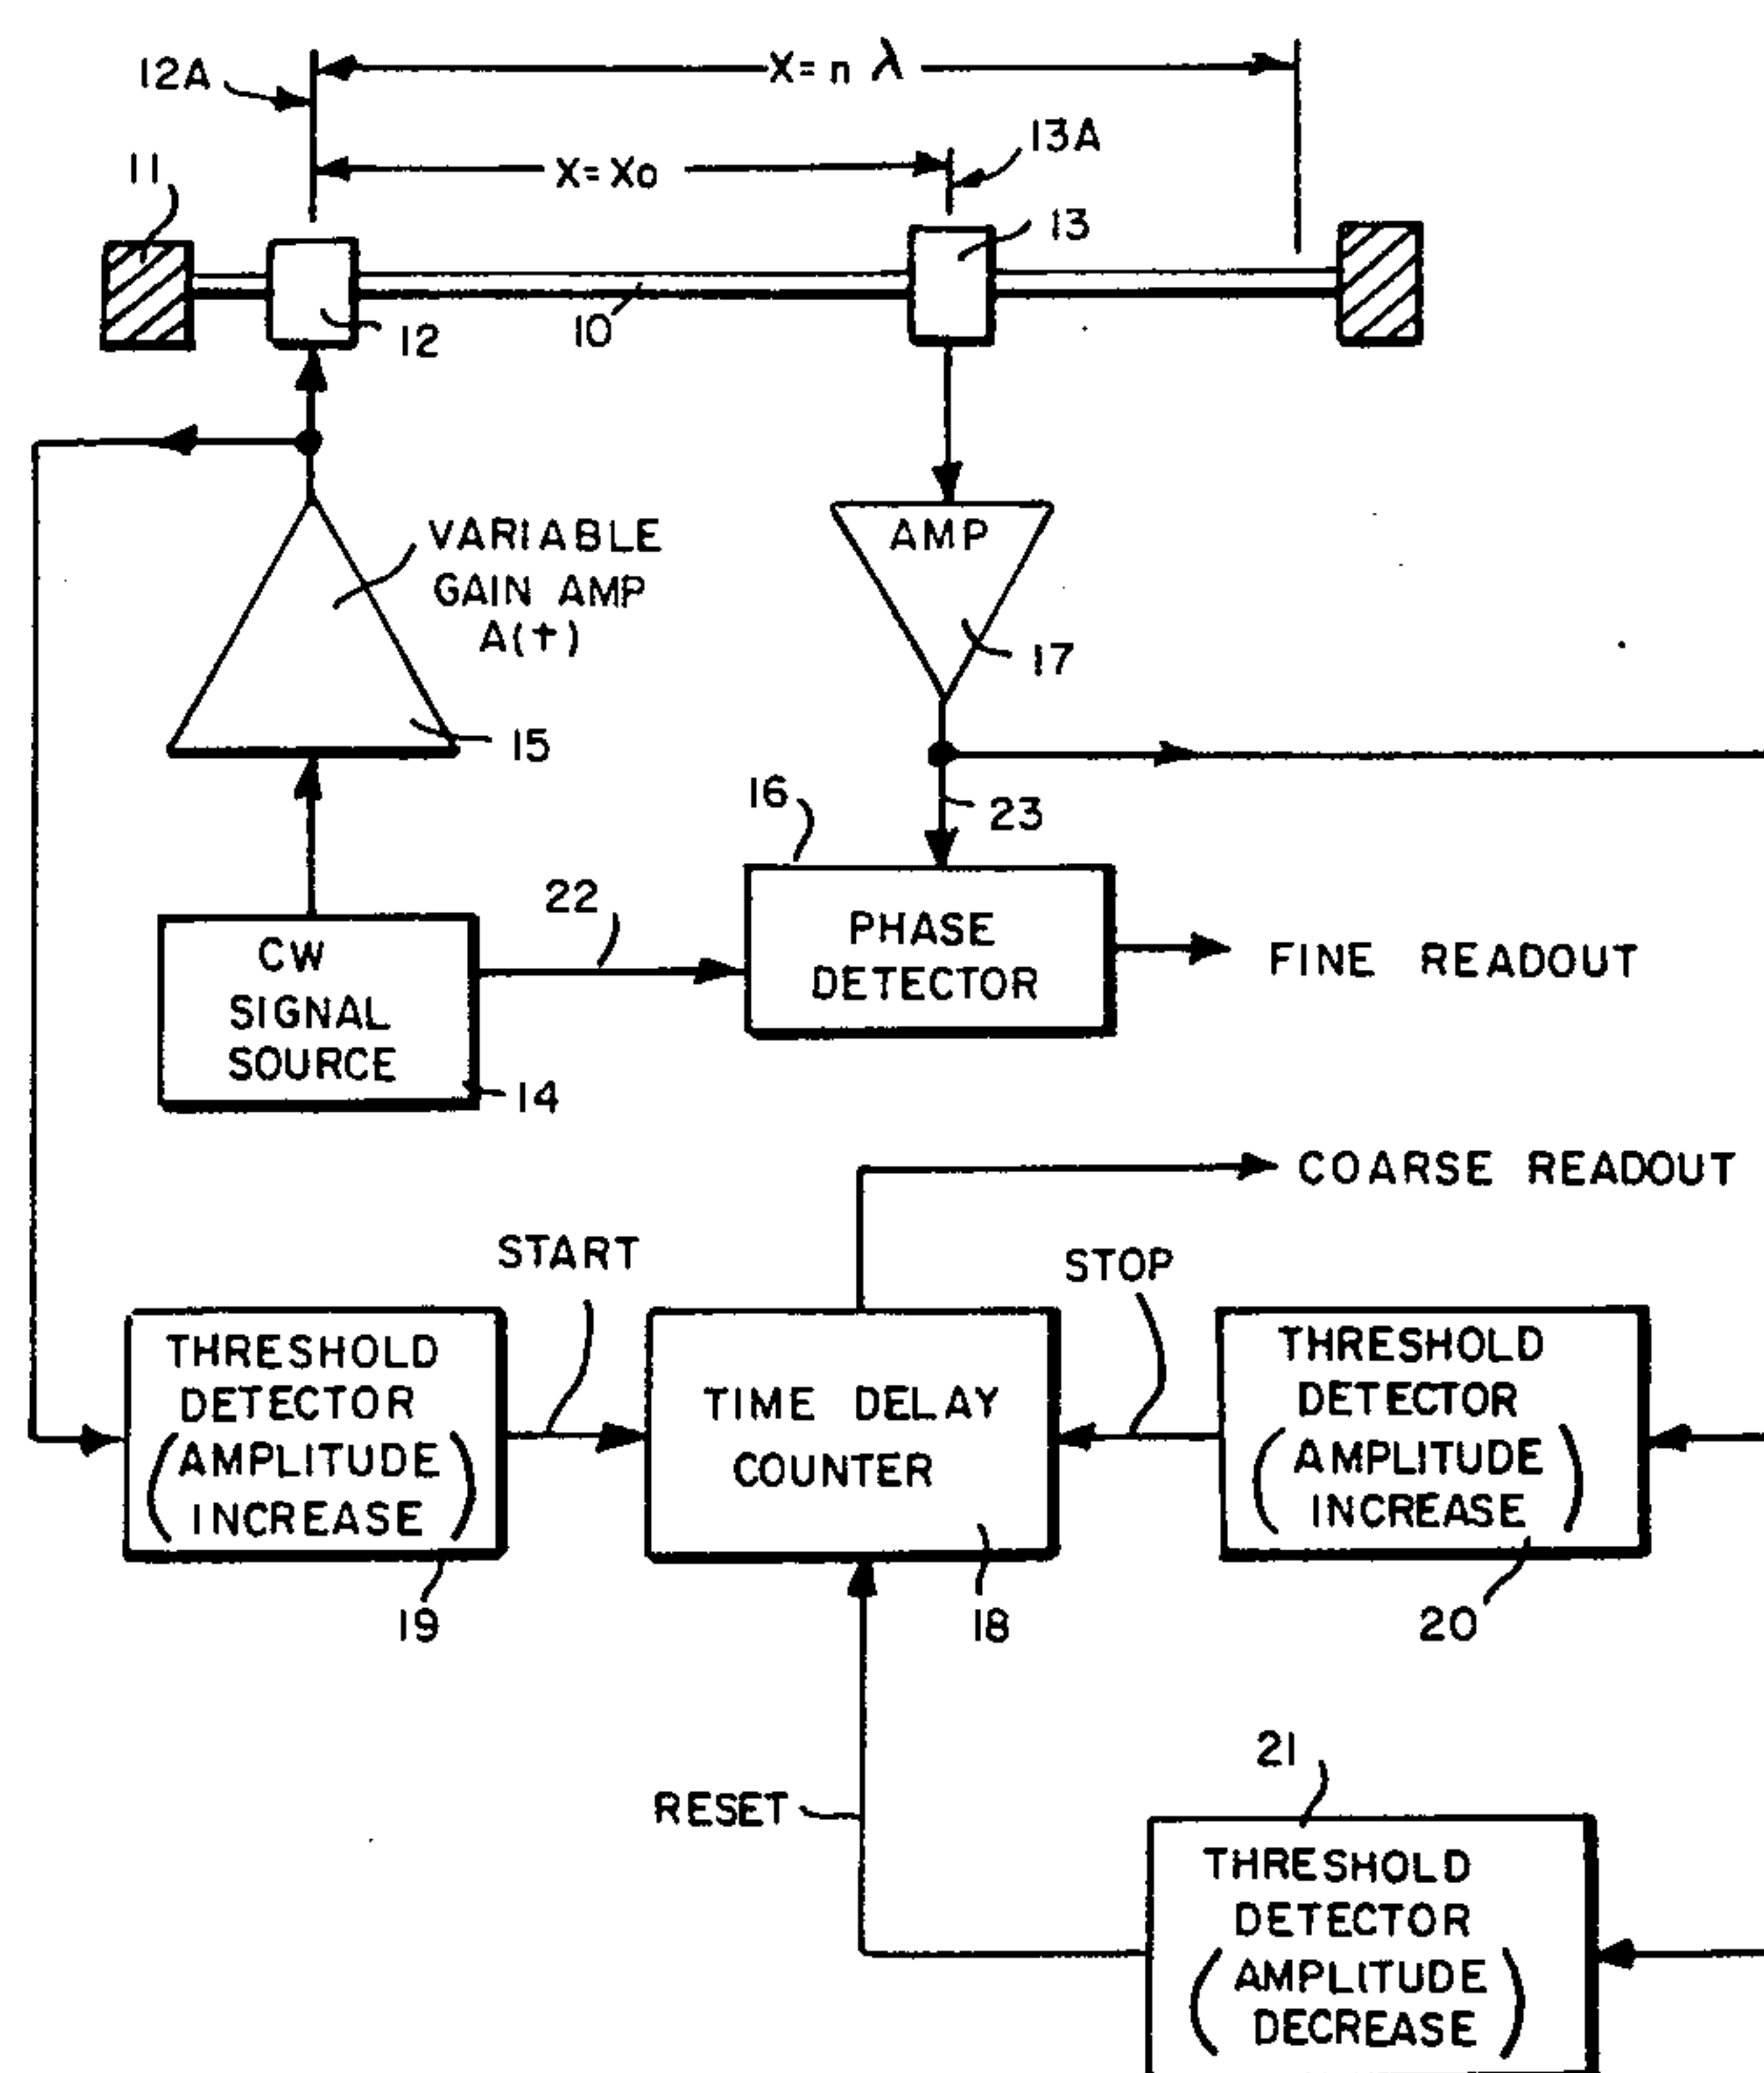 12A
X= n λ
13A
11
X= Xo
13
12
10
VARIABLE
GAIN AMP
A(t)
AMP
17
15
16
23
22
CW
SIGNAL
SOURCE
14
PHASE
DETECTOR
FINE READOUT
COARSE READOUT
START
STOP
THRESHOLD
DETECTOR
(AMPLITUDE
INCREASE)
TIME DELAY
COUNTER
THRESHOLD
DETECTOR
(AMPLITUDE
INCREASE)
19
18
20
21
RESET
THRESHOLD
DETECTOR
(AMPLITUDE
DECREASE)